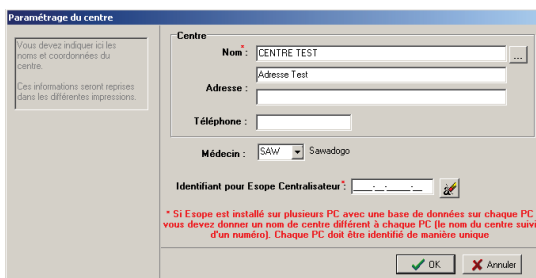 Paramétrage du centre
Vous devez indiquer ici les
noms et coordonnées du
centre.
Ces informations seront reprises
dans les différentes impressions.
Centre
Nom* : CENTRE TEST ...
Adresse Test
Adresse :
Téléphone :
Médecin : SAW Sawadogo
Identifiant pour Esope Centralisateur* : ___-_-____-_
* Si Esope est installé sur plusieurs PC avec une base de données sur chaque PC
vous devez donner un nom de centre différent à chaque PC (le nom du centre suivi
d'un numéro). Chaque PC doit être identifié de manière unique
OK Annuler